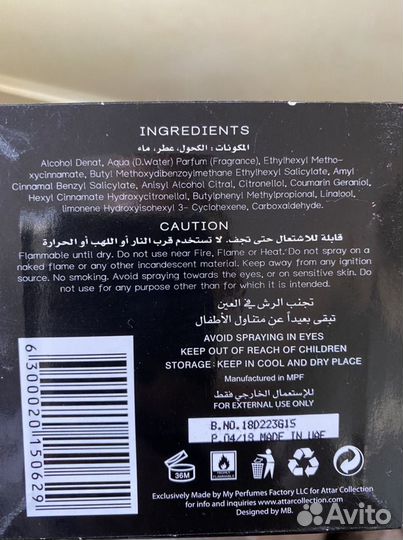 INGREDIENTS
المكونات: الكحول، عطر، ماء
Alcohol Denat, Aqua (D.Water) Parfum (Fragrance), Ethylhexyl Metho-
xycinnamate, Butyl Methoxydibenzoylmethane Ethylhexyl Salicylate, Amyl
Cinnamal Benzyl Salicylate, Anisyl Alcohol Citral, Citronellol, Coumarin Geraniol,
Hexyl Cinnamate Hydroxycitronellal, Butylphenyl Methylpropional, Linalool,
limonene Hydroxyisohexyl 3- Cyclohexene, Carboxaldehyde.
CAUTION
قابلة للاشتعال حتى تجف. لا تستخدم قرب النار أو اللهب أو الحرارة
Flammable until dry. Do not use near Fire, Flame or Heat. Do not spray on a
naked flame or any other incandescent material. Keep away from any ignition
source. No smoking. Avoid spraying towards the eyes, or on sensitive skin. Do
not use for any purpose other than for which it is intended.
تجنب الرش في العين
تبقى بعيداً عن متناول الأطفال
AVOID SPRAYING IN EYES
KEEP OUT OF REACH OF CHILDREN
STORAGE: KEEP IN COOL AND DRY PLACE
Manufactured in MPF
للإستعمال الخارجي فقط
FOR EXTERNAL USE ONLY
B.NO.18D223G15
P.04/18 MADE IN UAE
6300020150629
36M
HIGHLY
FLAMMABLE
Exclusively Made by My Perfumes Factory LLC for Attar Collection
for info and inquiries www.attarcollection.com
Designed by MB.
Avito